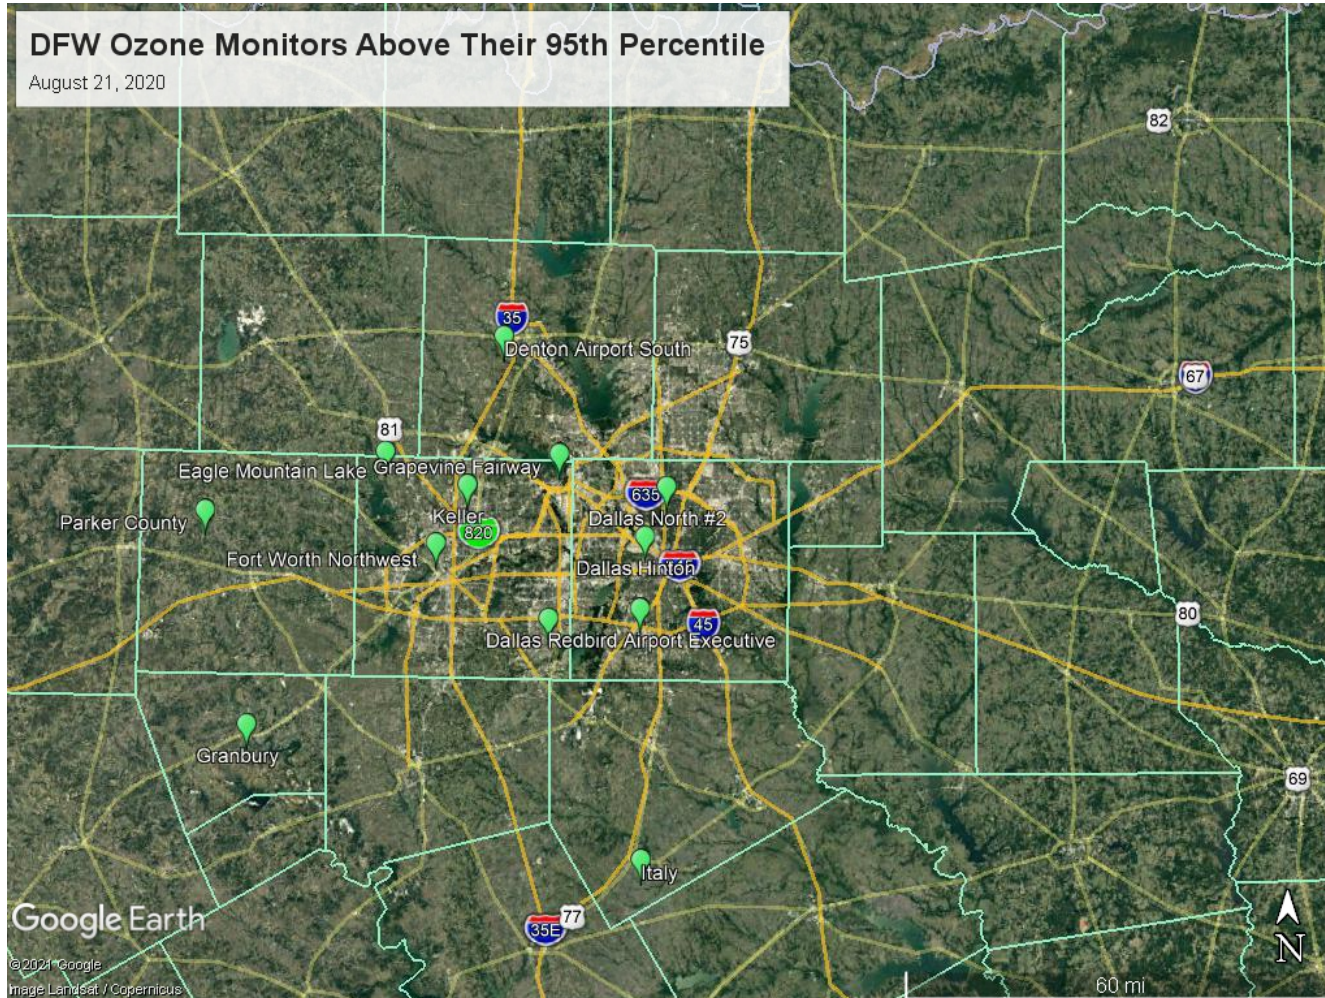 DFW Ozone Monitors Above Their 95th Percentile
August 21, 2020
82
35
Denton Airport South
75
67
81
Eagle Mountain Lake
Grapevine Fairway
Parker County
Keller
635
820
Dallas North #2
Fort Worth Northwest
Dallas Hinton
45
80
Dallas Redbird Airport Executive
Granbury
69
Italy
77
35E
Google Earth
N
©2021 Google
Image Landsat / Copernicus
60 mi